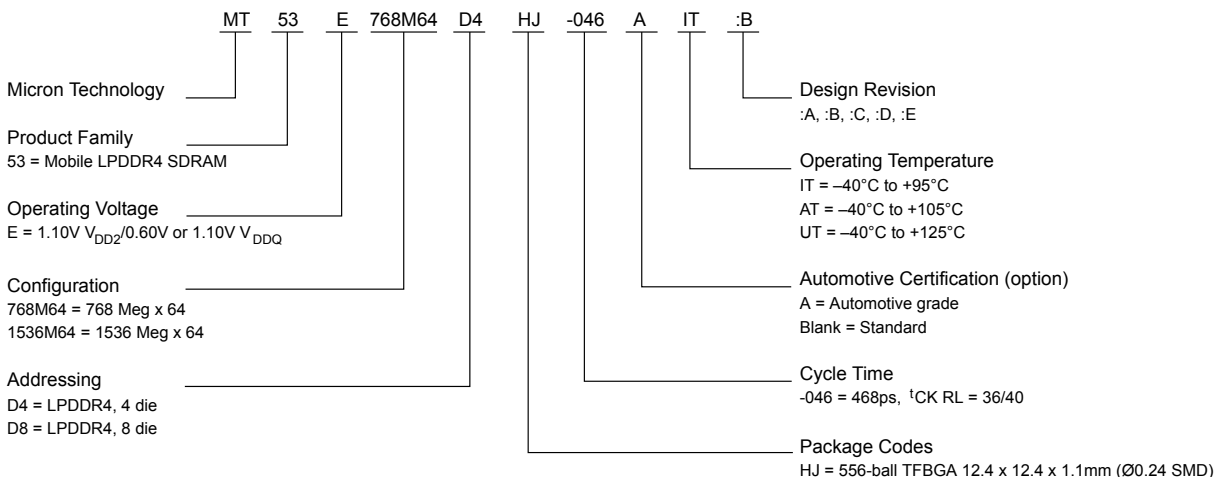 MT 53 E 768M64 D4 HJ -046 A IT :B
Micron Technology
Product Family
53 = Mobile LPDDR4 SDRAM
Operating Voltage
E = 1.10V VDD2/0.60V or 1.10V VDDQ
Configuration
768M64 = 768 Meg x 64
1536M64 = 1536 Meg x 64
Addressing
D4 = LPDDR4, 4 die
D8 = LPDDR4, 8 die
Design Revision
:A, :B, :C, :D, :E
Operating Temperature
IT = –40°C to +95°C
AT = –40°C to +105°C
UT = –40°C to +125°C
Automotive Certification (option)
A = Automotive grade
Blank = Standard
Cycle Time
-046 = 468ps, tCK RL = 36/40
Package Codes
HJ = 556-ball TFBGA 12.4 x 12.4 x 1.1mm (Ø0.24 SMD)